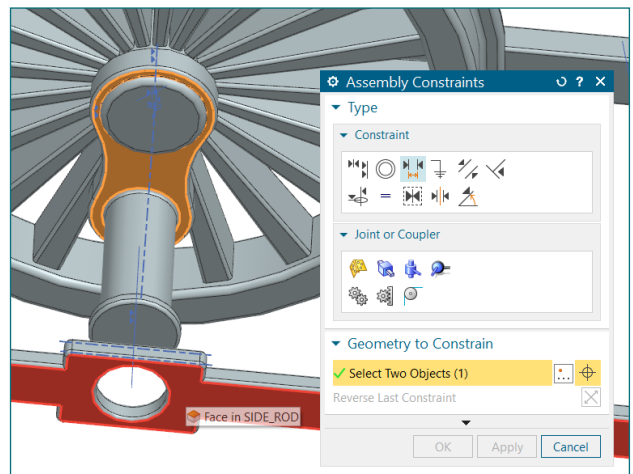 Assembly Constraints
Type
Constraint
Joint or Coupler
Geometry to Constrain
Select Two Objects (1)
Reverse Last Constraint
OK Apply Cancel
Face in SIDE_ROD